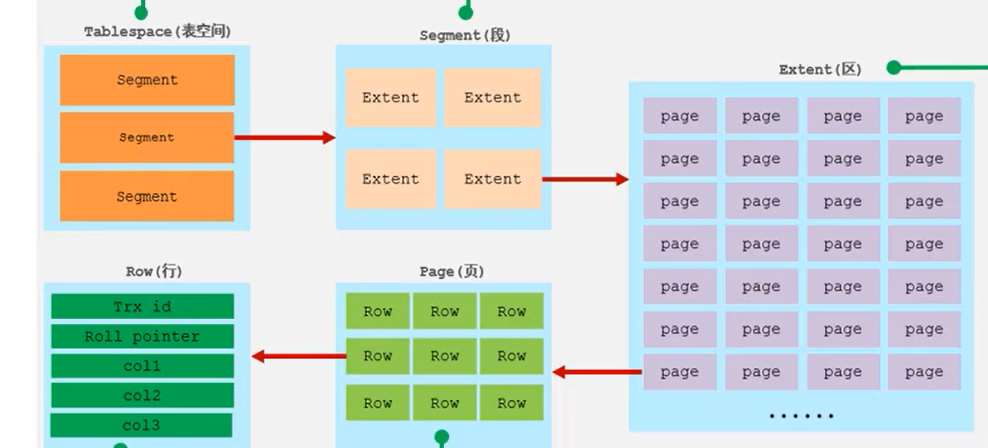 Tablespace(表空间)
Segment
Segment
Segment
Segment(段)
Extent Extent
Extent Extent
Extent(区)
page page page page
page page page page
page page page page
page page page page
page page page page
page page page page
page page page page
......
Page(页)
Row Row Row
Row Row Row
Row Row Row
Row(行)
Trx id
Roll pointer
col1
col2
col3